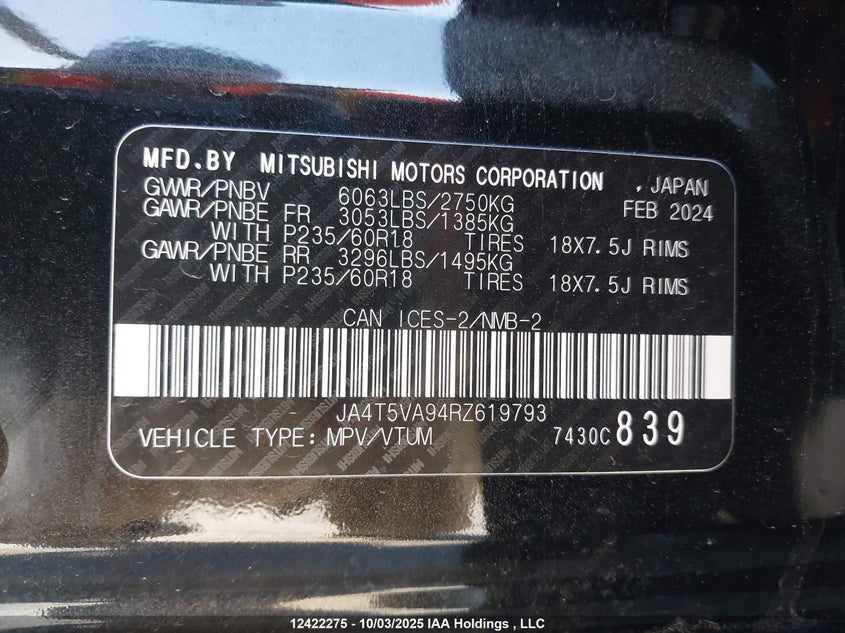 MFD.BY MITSUBISHI MOTORS CORPORATION , JAPAN
GVWR/PNBV 6063LBS/2750KG FEB 2024
GAWR/PNBE FR 3053LBS/1385KG
WITH P235/60R18 TIRES 18X7.5J RIMS
GAWR/PNBE RR 3296LBS/1495KG
WITH P235/60R18 TIRES 18X7.5J RIMS
CAN ICES-2/NMB-2
JA4T5VA94RZ619793
VEHICLE TYPE:MPV/VTUM 7430C 839
12422275 - 10/03/2025 IAA Holdings , LLC